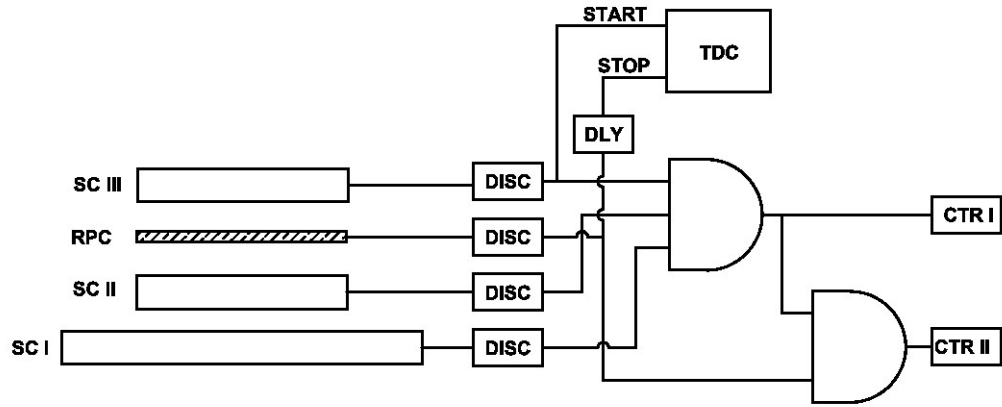 START
TDC
STOP
DLY
SC III
DISC
RPC
DISC
CTR I
SC II
DISC
SC I
DISC
CTR II